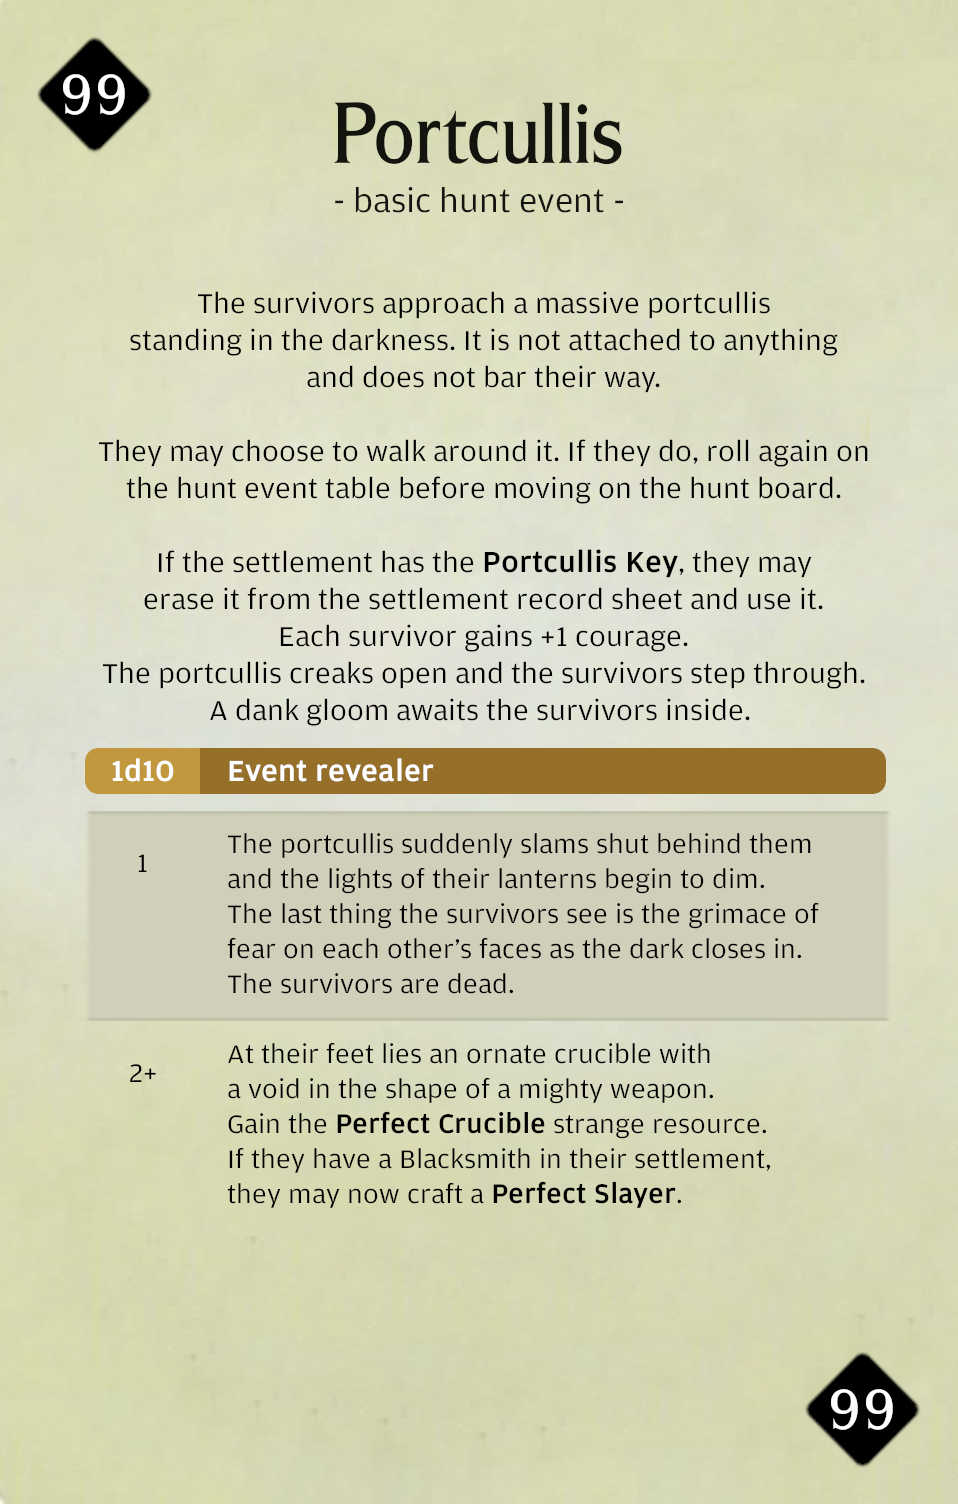 99
Portcullis
- basic hunt event -
The survivors approach a massive portcullis
standing in the darkness. It is not attached to anything
and does not bar their way.
They may choose to walk around it. If they do, roll again on
the hunt event table before moving on the hunt board.
If the settlement has the Portcullis Key, they may
erase it from the settlement record sheet and use it.
Each survivor gains +1 courage.
The portcullis creaks open and the survivors step through.
A dank gloom awaits the survivors inside.
1d10 Event revealer
1 The portcullis suddenly slams shut behind them
and the lights of their lanterns begin to dim.
The last thing the survivors see is the grimace of
fear on each other’s faces as the dark closes in.
The survivors are dead.
2+ At their feet lies an ornate crucible with
a void in the shape of a mighty weapon.
Gain the Perfect Crucible strange resource.
If they have a Blacksmith in their settlement,
they may now craft a Perfect Slayer.
99